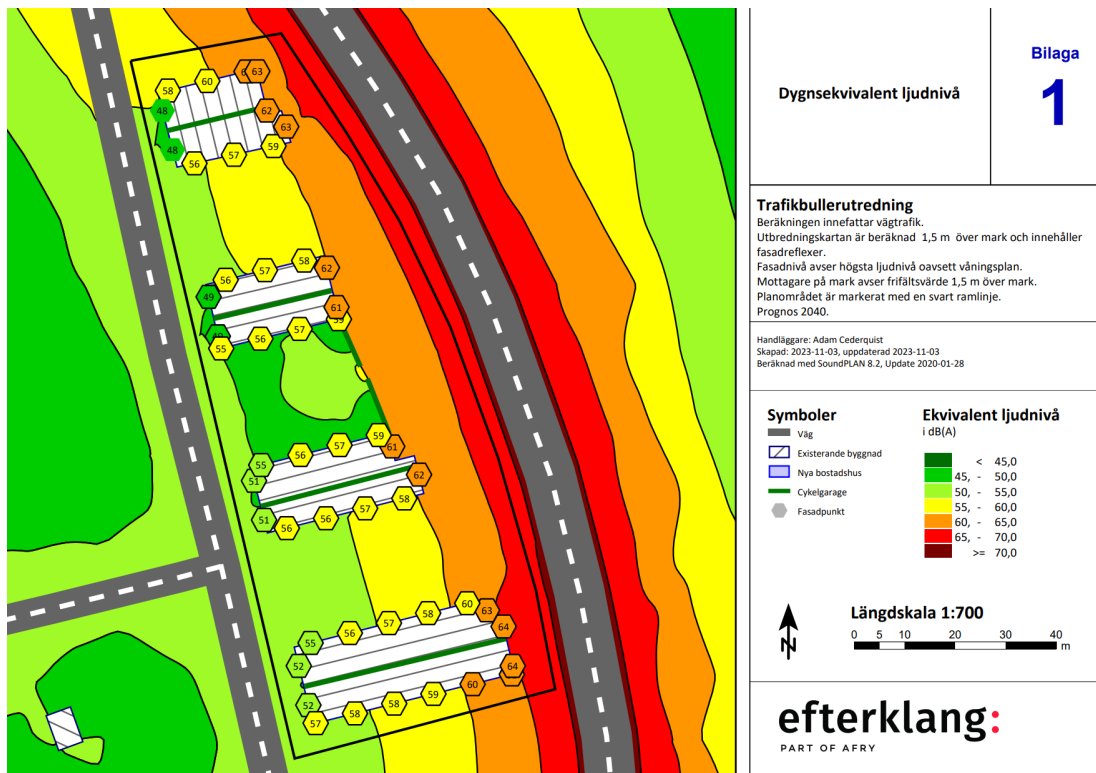 Bilaga
1
Dygnsekvivalent ljudnivå
Trafikbullerutredning
Beräkningen innefattar vägtrafik.
Utbredningskartan är beräknad 1,5 m över mark och innehåller
fasadreflexer.
Fasadnivå avser högsta ljudnivå oavsett våningsplan.
Mottagare på mark avser frifältsvärde 1,5 m över mark.
Planområdet är markerat med en svart ramlinje.
Prognos 2040.
Handläggare: Adam Cederquist
Skapad: 2023-11-03, uppdaterad 2023-11-03
Beräknad med SoundPLAN 8.2, Update 2020-01-28
Symboler
Väg
Existerande byggnad
Nya bostadshus
Cykelgarage
Fasadpunkt
Ekvivalent ljudnivå
i dB(A)
< 45,0
45, - 50,0
50, - 55,0
55, - 60,0
60, - 65,0
65, - 70,0
>= 70,0
N
Längdskala 1:700
0 5 10 20 30 40
m
efterklang:
PART OF AFRY
58 60 63
48 62
63
48 56 57 59
56 57 58 62
49 61
55 56 57 59
55 56 57 59 61
51 62
51 56 56 57 58
55 56 57 58 60 63
64
52 64
52 57 58 58 59 60